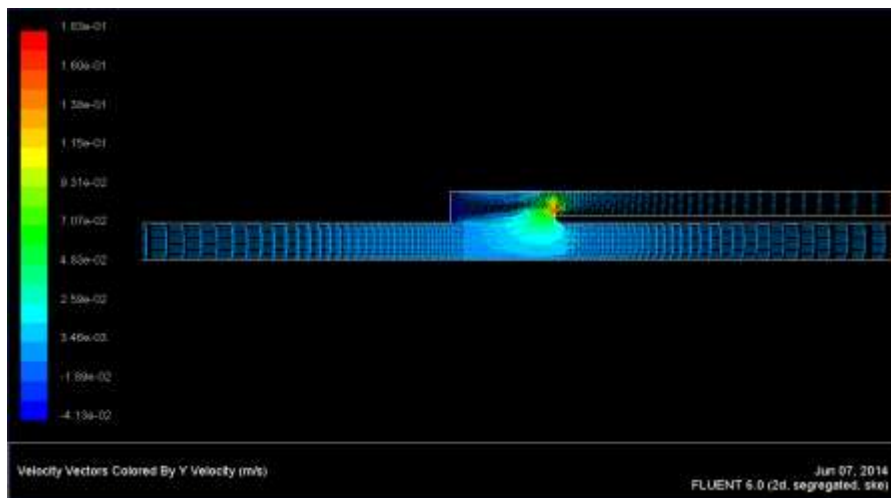 1.83e-01
1.60e-01
1.38e-01
1.15e-01
9.31e-02
7.07e-02
4.83e-02
2.59e-02
3.46e-03
-1.89e-02
-4.13e-02
Velocity Vectors Colored By Y Velocity (m/s)
Jun 07, 2014
FLUENT 6.0 (2d, segregated, ske)